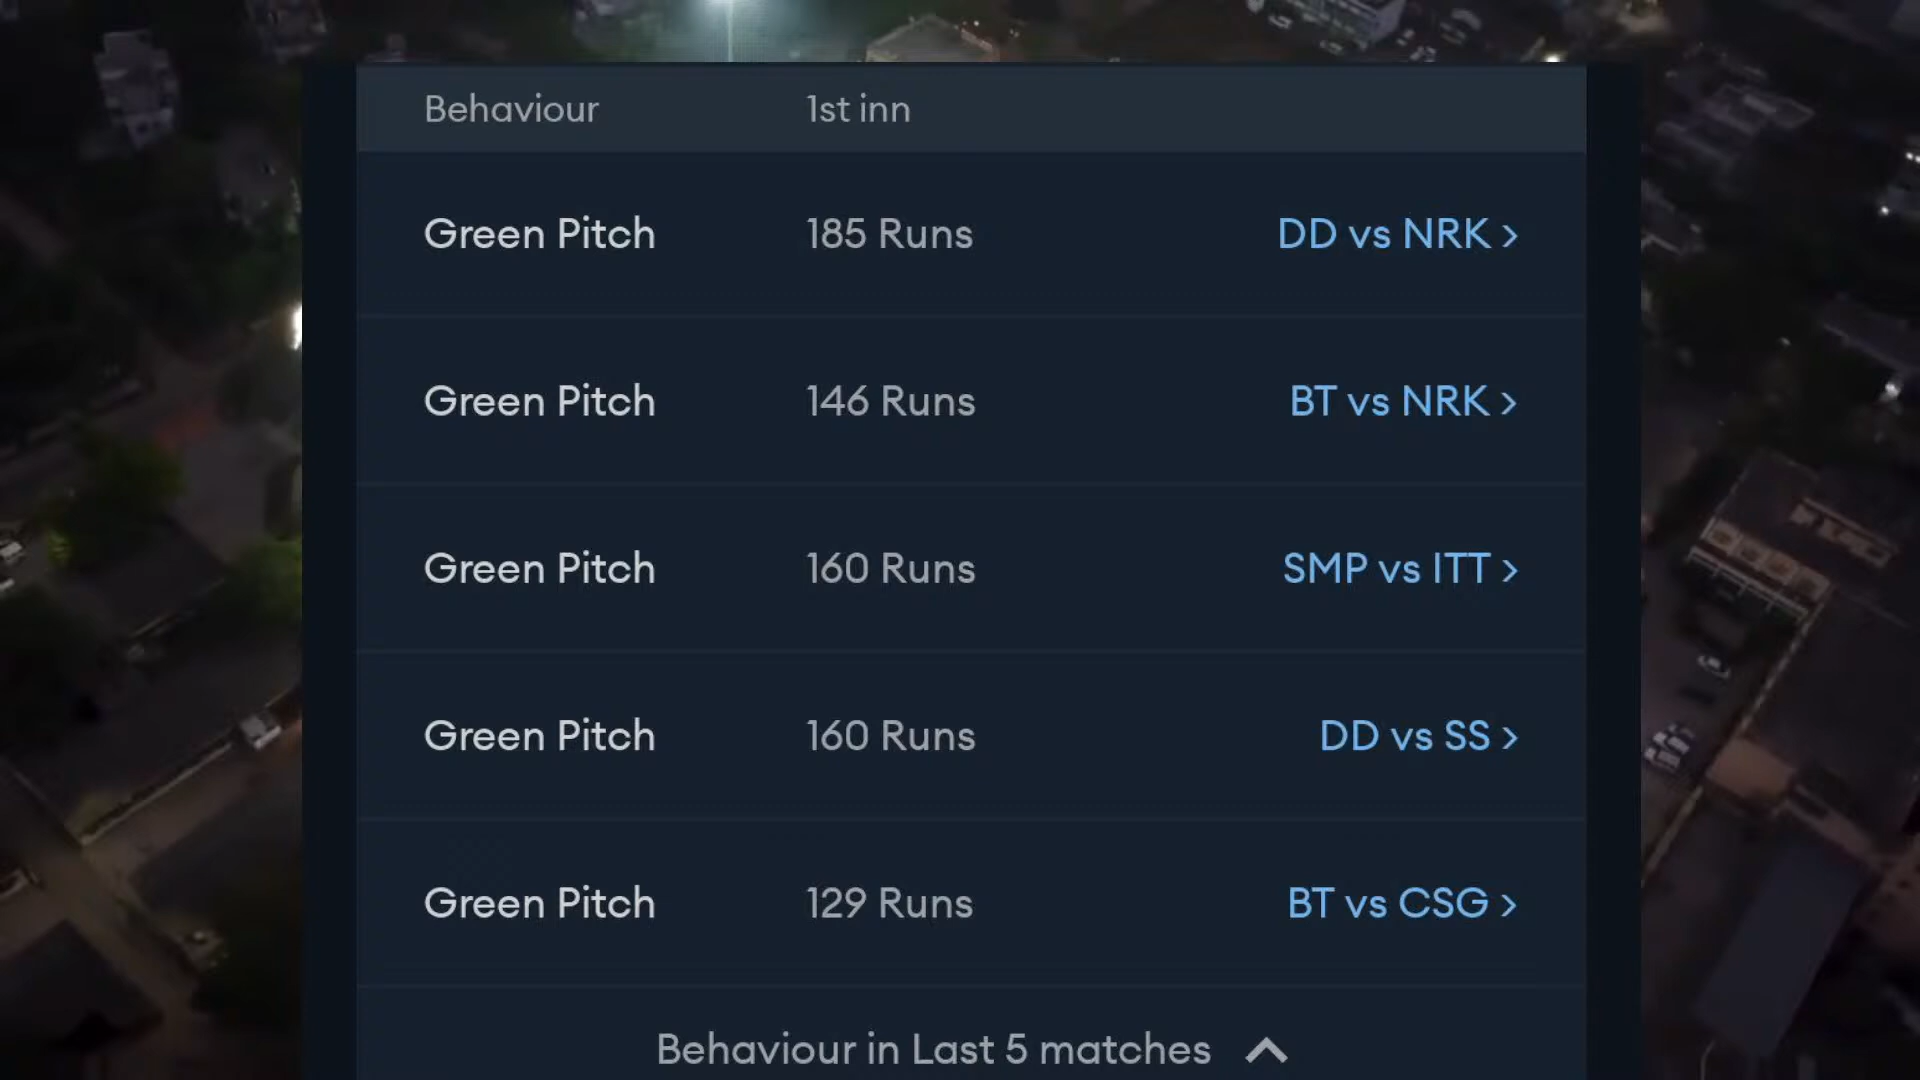 Behaviour 1st inn
Green Pitch 185 Runs DD vs NRK >
Green Pitch 146 Runs BT vs NRK >
Green Pitch 160 Runs SMP vs ITT >
Green Pitch 160 Runs DD vs SS >
Green Pitch 129 Runs BT vs CSG >
Behaviour in Last 5 matches